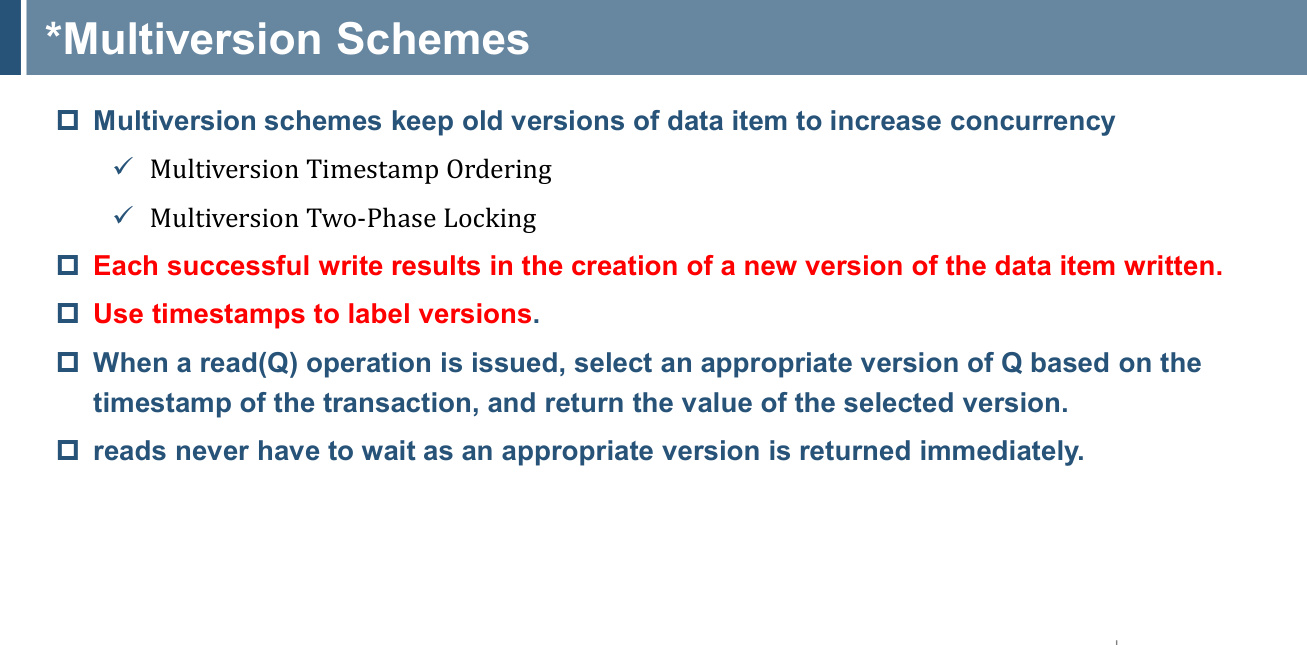 *Multiversion Schemes
Multiversion schemes keep old versions of data item to increase concurrency
Multiversion Timestamp Ordering
Multiversion Two-Phase Locking
Each successful write results in the creation of a new version of the data item written.
Use timestamps to label versions.
When a read(Q) operation is issued, select an appropriate version of Q based on the
timestamp of the transaction, and return the value of the selected version.
reads never have to wait as an appropriate version is returned immediately.